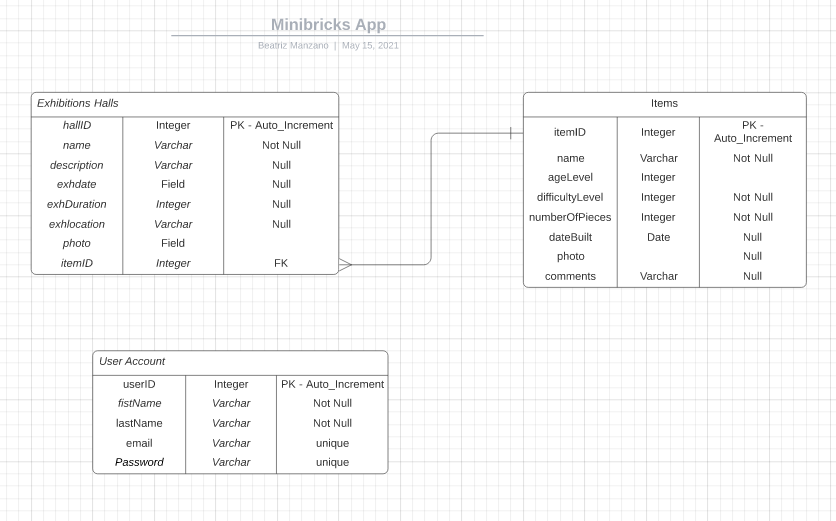 Minibricks App
Beatriz Manzano | May 15, 2021
Exhibitions Halls
hallID Integer PK - Auto_Increment
name Varchar Not Null
description Varchar Null
exhdate Field Null
exhDuration Integer Null
exhlocation Varchar Null
photo Field
itemID Integer FK
Items
itemID Integer PK -
Auto_Increment
name Varchar Not Null
ageLevel Integer
difficultyLevel Integer Not Null
numberOfPieces Integer Not Null
dateBuilt Date Null
photo Null
comments Varchar Null
User Account
userID Integer PK - Auto_Increment
fistName Varchar Not Null
lastName Varchar Not Null
email Varchar unique
Password Varchar unique